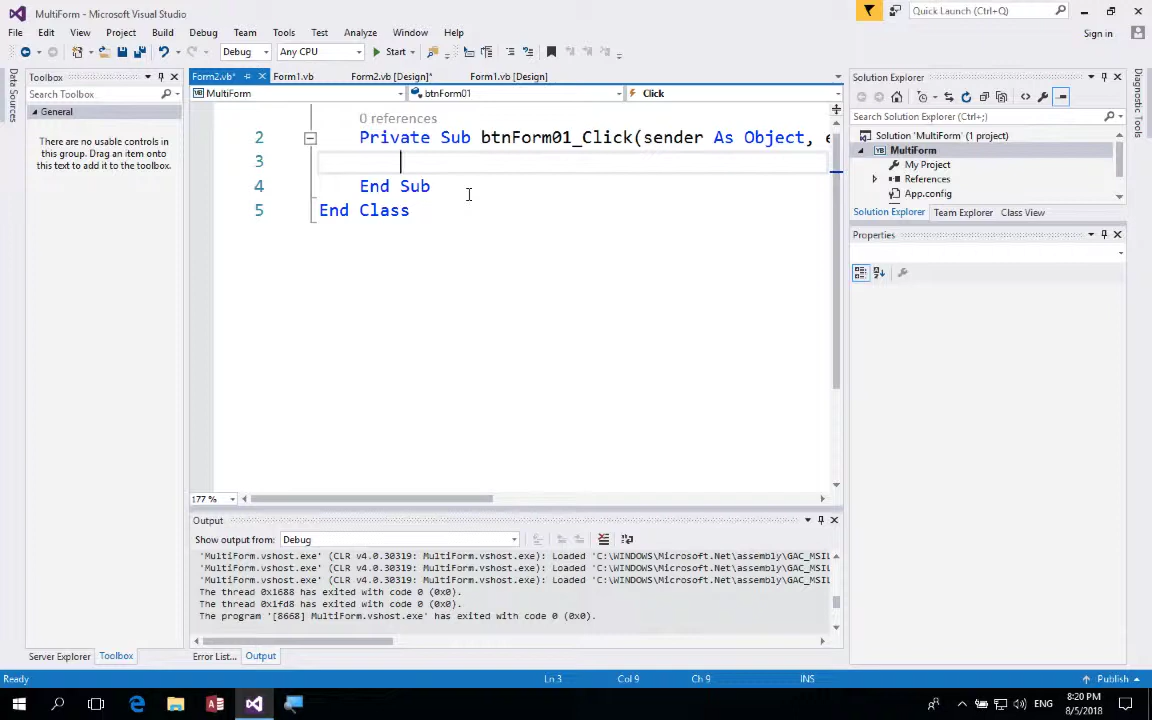 MultiForm - Microsoft Visual Studio
Quick Launch (Ctrl+Q)
File Edit View Project Build Debug Team Tools Test Analyze Window Help
Sign in
Debug Any CPU Start
Data Sources
Toolbox
Search Toolbox
General
There are no usable controls in
this group. Drag an item onto
this text to add it to the toolbox.
Form2.vb* Form1.vb Form2.vb [Design]* Form1.vb [Design]
MultiForm btnForm01 Click
0 references
2 Private Sub btnForm01_Click(sender As Object, e
3
4 End Sub
5 End Class
177 %
Output
Show output from: Debug
'MultiForm.vshost.exe' (CLR v4.0.30319: MultiForm.vshost.exe): Loaded 'C:\WINDOWS\Microsoft.Net\assembly\GAC_MSIL
'MultiForm.vshost.exe' (CLR v4.0.30319: MultiForm.vshost.exe): Loaded 'C:\WINDOWS\Microsoft.Net\assembly\GAC_MSIL
'MultiForm.vshost.exe' (CLR v4.0.30319: MultiForm.vshost.exe): Loaded 'C:\WINDOWS\Microsoft.Net\assembly\GAC_MSIL
The thread 0x1688 has exited with code 0 (0x0).
The thread 0x1fd8 has exited with code 0 (0x0).
The program '[8668] MultiForm.vshost.exe' has exited with code 0 (0x0).
Server Explorer Toolbox
Error List... Output
Solution Explorer
Search Solution Explorer (Ctrl+;)
Solution 'MultiForm' (1 project)
MultiForm
My Project
References
App.config
Solution Explorer Team Explorer Class View
Properties
Diagnostic Tools
Ready Ln 3 Col 9 Ch 9 INS Publish
ENG
8:20 PM
8/5/2018